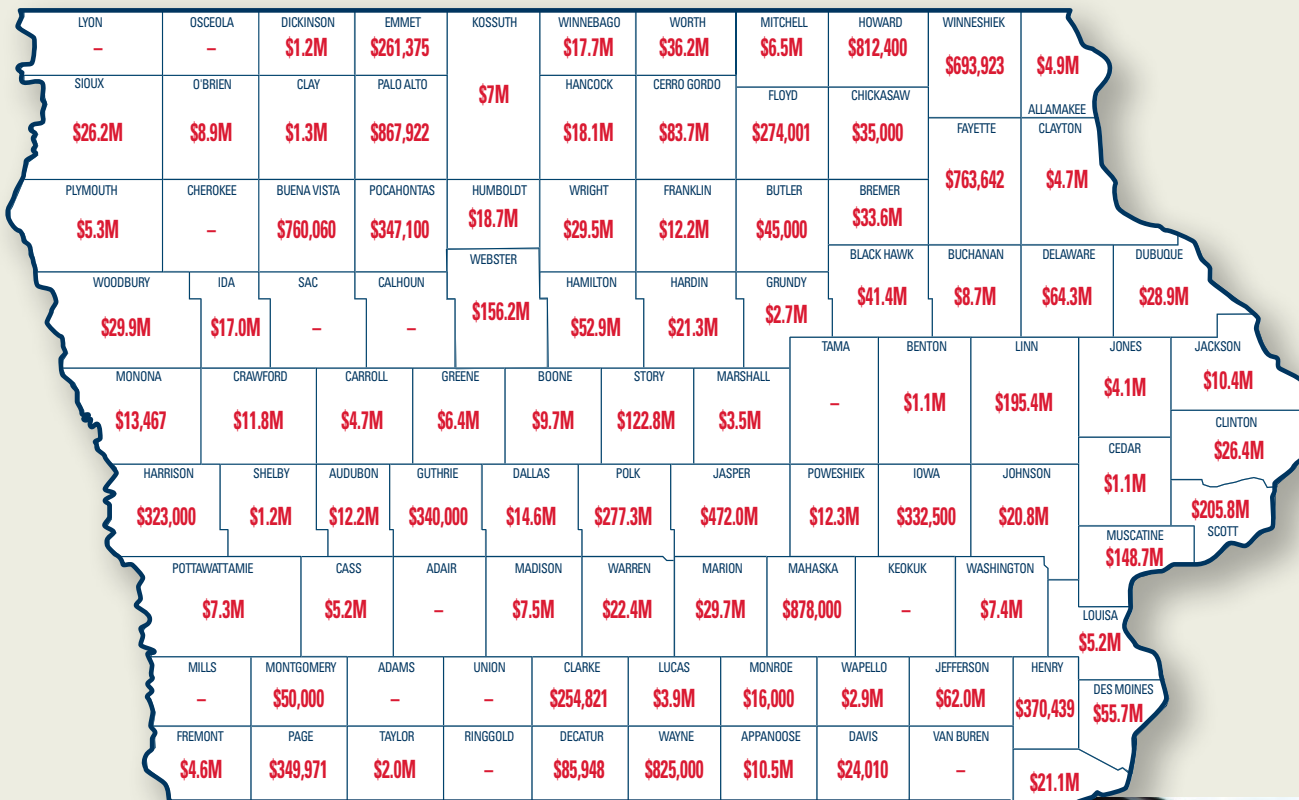 LYON
–
OSCEOLA
–
DICKINSON
$1.2M
EMMET
$261,375
KOSSUTH
$7M
WINNEBAGO
$17.7M
WORTH
$36.2M
MITCHELL
$6.5M
HOWARD
$812,400
WINNESHIEK
$693,923
$4.9M
ALLAMAKEE
SIOUX
$26.2M
O'BRIEN
$8.9M
CLAY
$1.3M
PALO ALTO
$867,922
HANCOCK
$18.1M
CERRO GORDO
$83.7M
FLOYD
$274,001
CHICKASAW
$35,000
FAYETTE
$763,642
CLAYTON
$4.7M
PLYMOUTH
$5.3M
CHEROKEE
–
BUENA VISTA
$760,060
POCAHONTAS
$347,100
HUMBOLDT
$18.7M
WRIGHT
$29.5M
FRANKLIN
$12.2M
BUTLER
$45,000
BREMER
$33.6M
WOODBURY
$29.9M
IDA
$17.0M
SAC
–
CALHOUN
–
WEBSTER
$156.2M
HAMILTON
$52.9M
HARDIN
$21.3M
GRUNDY
$2.7M
BLACK HAWK
$41.4M
BUCHANAN
$8.7M
DELAWARE
$64.3M
DUBUQUE
$28.9M
MONONA
$13,467
CRAWFORD
$11.8M
CARROLL
$4.7M
GREENE
$6.4M
BOONE
$9.7M
STORY
$122.8M
MARSHALL
$3.5M
TAMA
–
BENTON
$1.1M
LINN
$195.4M
JONES
$4.1M
JACKSON
$10.4M
CLINTON
$26.4M
CEDAR
$1.1M
$205.8M
SCOTT
HARRISON
$323,000
SHELBY
$1.2M
AUDUBON
$12.2M
GUTHRIE
$340,000
DALLAS
$14.6M
POLK
$277.3M
JASPER
$472.0M
POWESHIEK
$12.3M
IOWA
$332,500
JOHNSON
$20.8M
MUSCATINE
$148.7M
POTTAWATTAMIE
$7.3M
CASS
$5.2M
ADAIR
–
MADISON
$7.5M
WARREN
$22.4M
MARION
$29.7M
MAHASKA
$878,000
KEOKUK
–
WASHINGTON
$7.4M
LOUISA
$5.2M
MILLS
–
MONTGOMERY
$50,000
ADAMS
–
UNION
–
CLARKE
$254,821
LUCAS
$3.9M
MONROE
$16,000
WAPELLO
$2.9M
JEFFERSON
$62.0M
HENRY
$370,439
DES MOINES
$55.7M
FREMONT
$4.6M
PAGE
$349,971
TAYLOR
$2.0M
RINGGOLD
–
DECATUR
$85,948
WAYNE
$825,000
APPANOOSE
$10.5M
DAVIS
$24,010
VAN BUREN
–
$21.1M